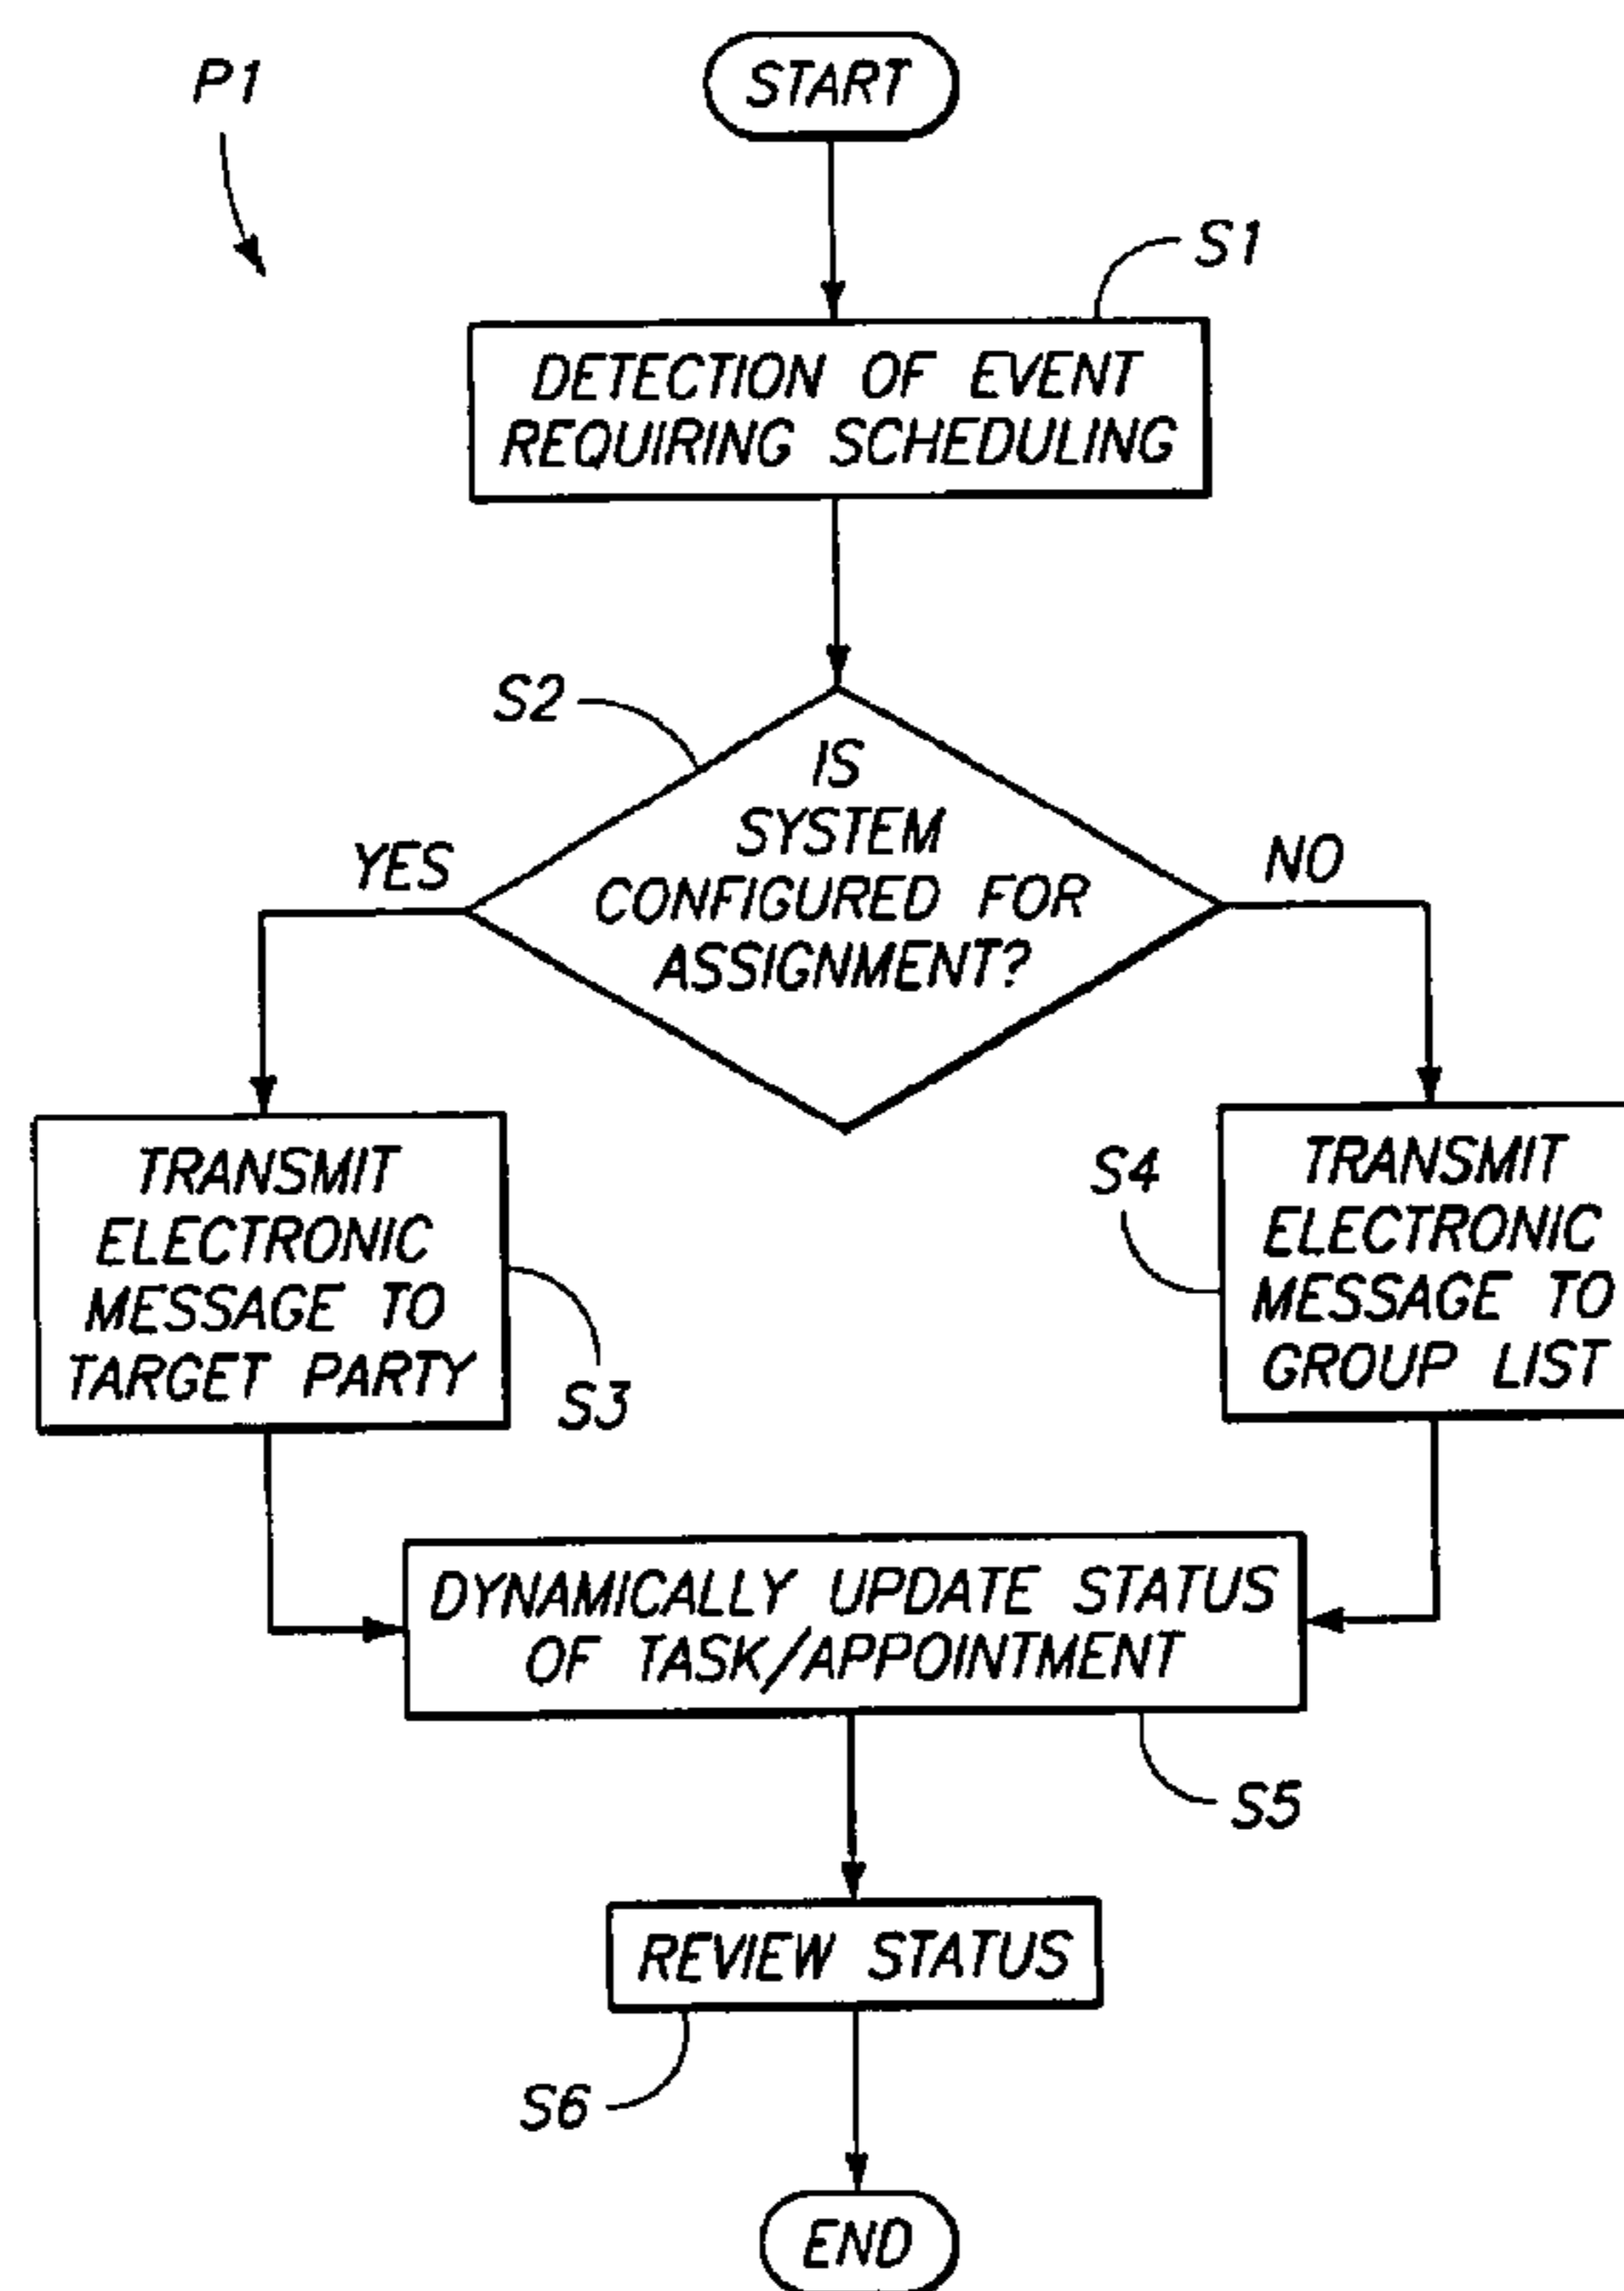 P1
START
S1
DETECTION OF EVENT
REQUIRING SCHEDULING
S2
IS
SYSTEM
CONFIGURED FOR
ASSIGNMENT?
YES
NO
TRANSMIT
ELECTRONIC
MESSAGE TO
TARGET PARTY
S3
S4
TRANSMIT
ELECTRONIC
MESSAGE TO
GROUP LIST
DYNAMICALLY UPDATE STATUS
OF TASK/APPOINTMENT
S5
REVIEW STATUS
S6
END